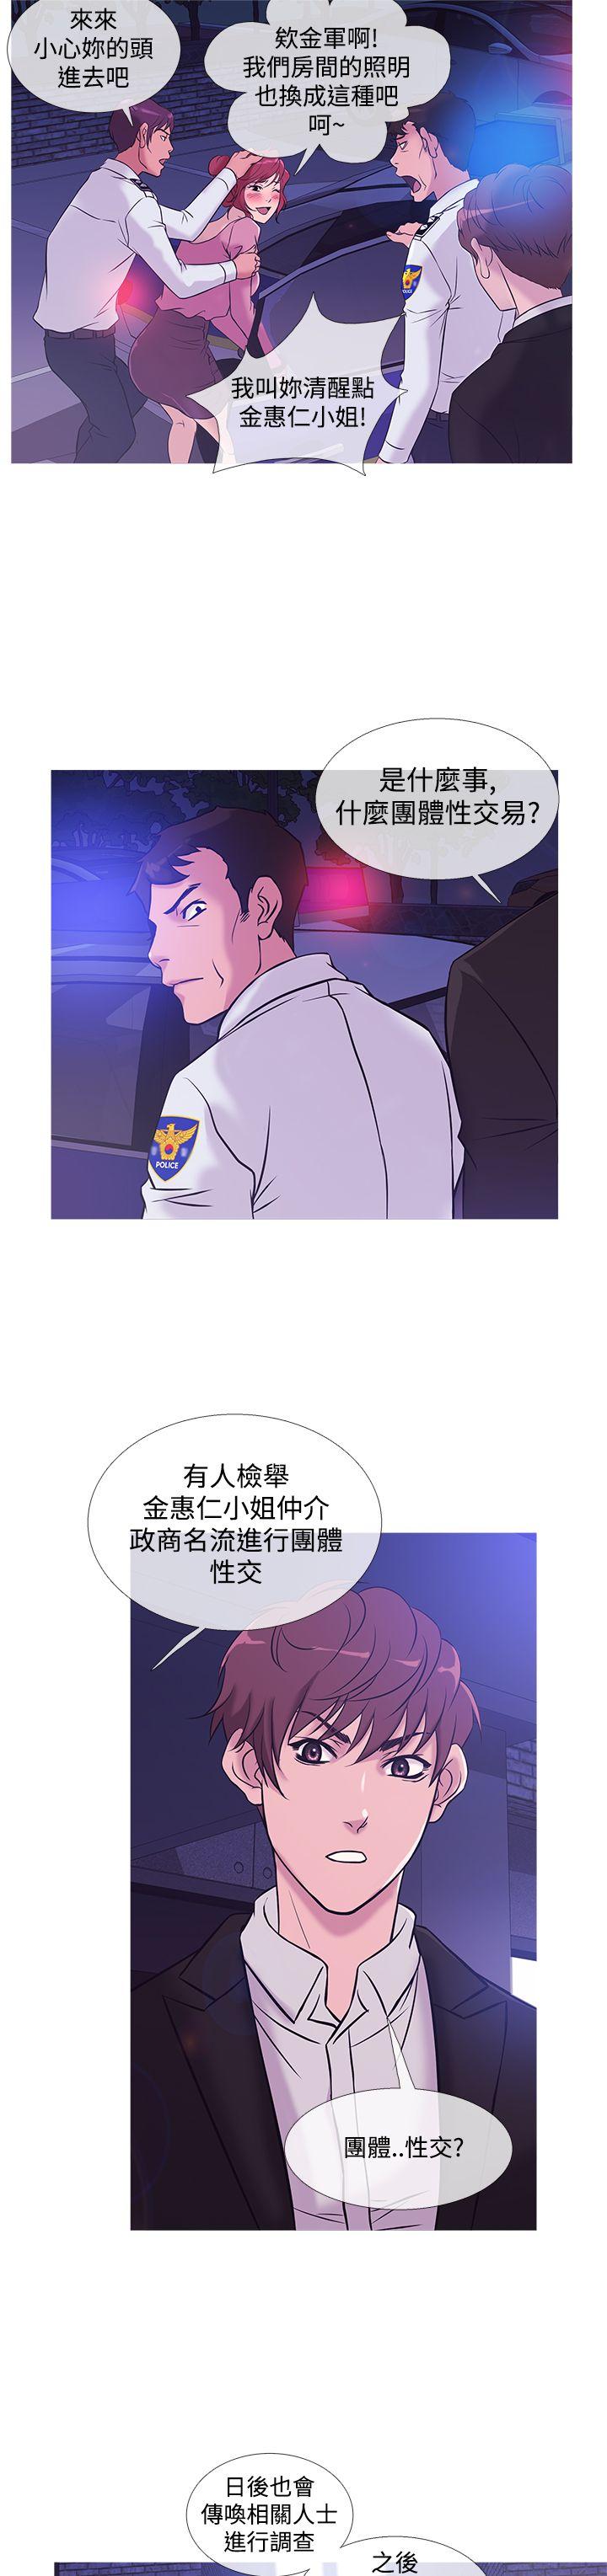 來來
小心妳的頭
進去吧
欸金軍啊!
我們房間的照明
也換成這種吧
呵~
我叫妳清醒點
金惠仁小姐!
是什麼事,
什麼團體性交易?
POLICE
有人檢舉
金惠仁小姐仲介
政商名流進行團體
性交
團體..性交?
日後也會
傳喚相關人士
進行調查
之後